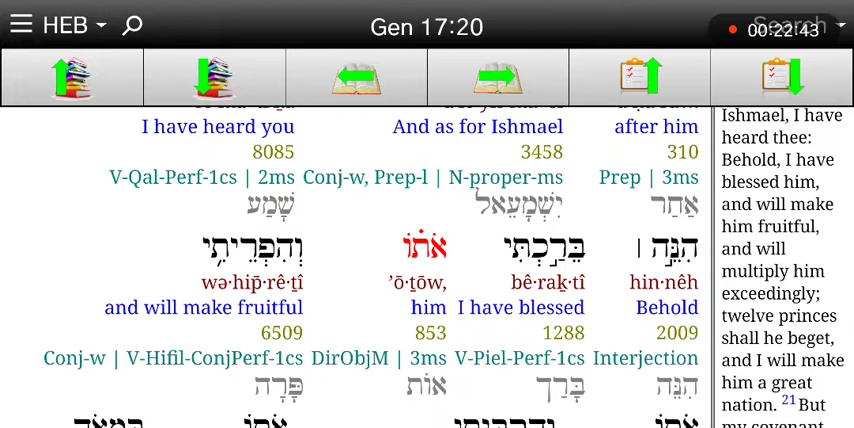 HEB Gen 17:20 Search
00:22:43
I have heard you And as for Ishmael after him
8085 3458 310
V-Qal-Perf-1cs | 2ms Conj-w, Prep-l | N-proper-ms Prep | 3ms
אַחַר יִשְׁמָעֵאל שָׁמַע
הִנֵּ֣ה ׀ בֵּרַ֣כְתִּי אֹת֗וֹ וְהִפְרֵיתִ֥י
wə·hip̄·rê·ṯî ’ō·ṯōw, bê·raḵ·tî hin·nêh
and will make fruitful him I have blessed Behold
6509 853 1288 2009
Conj-w | V-Hifil-ConjPerf-1cs DirObjM | 3ms V-Piel-Perf-1cs Interjection
הִנֵּה בָּרַךְ אוֹת פָּרָה
Ishmael, I have
heard thee:
Behold, I have
blessed him,
and will make
him fruitful,
and will
multiply him
exceedingly;
twelve princes
shall he beget,
and I will make
him a great
nation. 21 But
my covenant